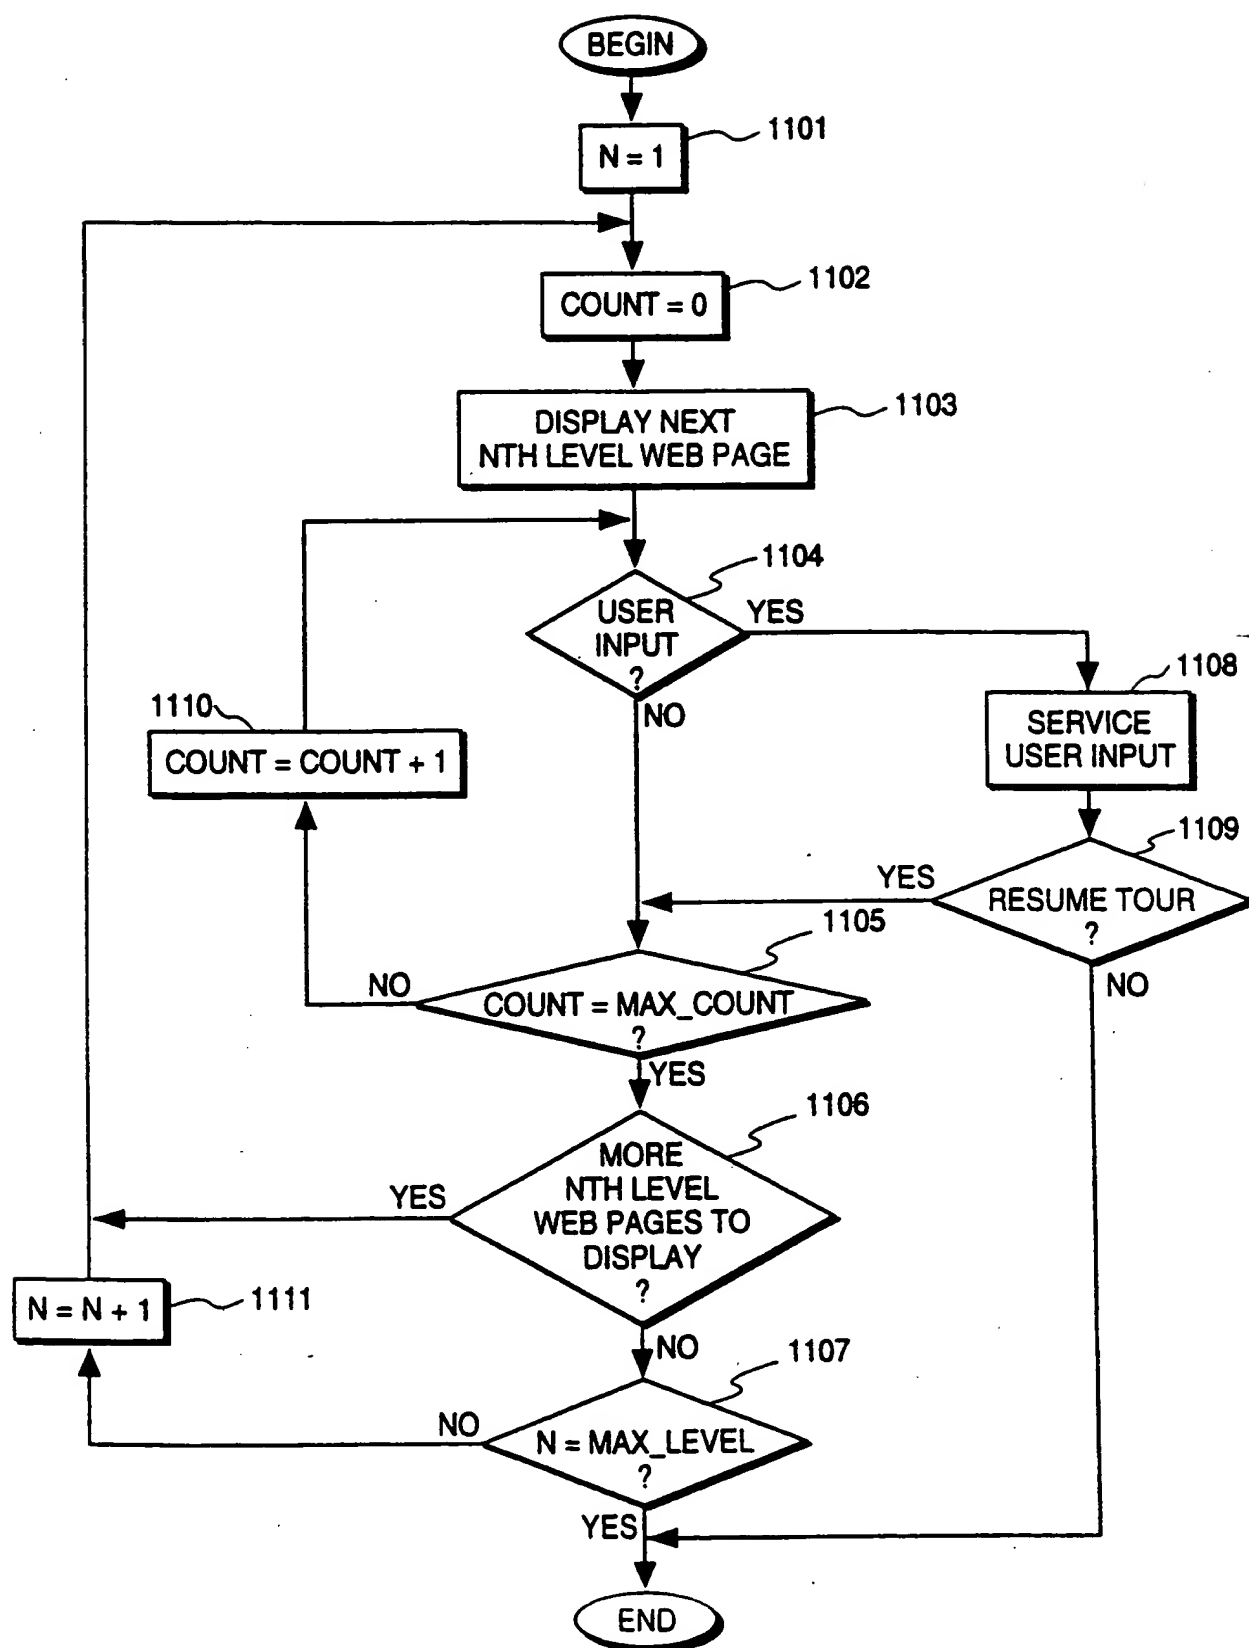 BEGIN
1101
N = 1
1102
COUNT = 0
1103
DISPLAY NEXT
NTH LEVEL WEB PAGE
1104
USER
INPUT
?
YES
NO
1108
SERVICE
USER INPUT
1110
COUNT = COUNT + 1
1109
RESUME TOUR
?
YES
NO
1105
COUNT = MAX_COUNT
?
NO
YES
1106
MORE
NTH LEVEL
WEB PAGES TO
DISPLAY
?
YES
NO
N = N + 1
1111
1107
N = MAX_LEVEL
?
NO
YES
END